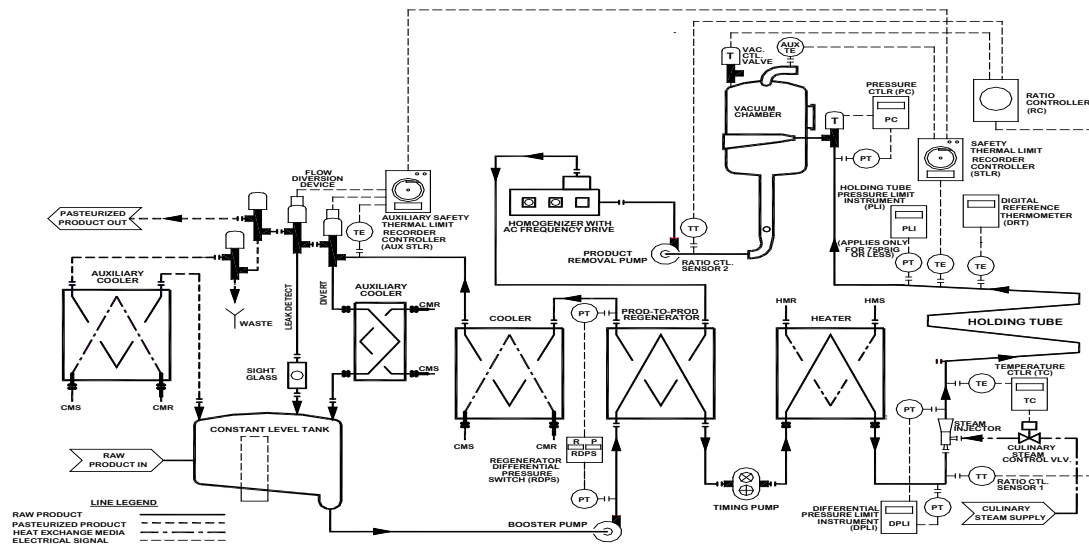 T
VAC.
CTL.
VALVE
AUX
TE
PRESSURE
CTLR (PC)
PC
RATIO
CONTROLLER
(RC)
VACUUM
CHAMBER
T
PT
SAFETY
THERMAL LIMIT
RECORDER
CONTROLLER
(STLR)
FLOW
DIVERSION
DEVICE
HOLDING TUBE
PRESSURE LIMIT
INSTRUMENT (PLI)
PLI
DIGITAL
REFERENCE
THERMOMETER
(DRT)
PASTEURIZED
PRODUCT OUT
AUXILIARY SAFETY
THERMAL LIMIT
RECORDER
CONTROLLER
(AUX STLR)
TE
HOMOGENIZER WITH
AC FREQUENCY DRIVE
TT
PRODUCT
REMOVAL PUMP
RATIO CTL.
SENSOR 2
(APPLIES ONLY
FOR 75PSIG
OR LESS)
PT
TE
TE
AUXILIARY
COOLER
WASTE
LEAK DETECT
DIVERT
AUXILIARY
COOLER
CMR
CMS
COOLER
PT
PROD-TO-PROD
REGENERATOR
HMR
HMS
HEATER
HOLDING TUBE
SIGHT
GLASS
TEMPERATURE
CTLR (TC)
TE
TC
CMS
CMR
CONSTANT LEVEL TANK
PT
STEAM
INJECTOR
CULINARY
STEAM
CONTROL VLV.
CMS
CMR
R P
RDPS
REGENERATOR
DIFFERENTIAL
PRESSURE
SWITCH (RDPS)
RAW
PRODUCT IN
TT
RATIO CTL.
SENSOR 1
PT
TIMING PUMP
DIFFERENTIAL
PRESSURE LIMIT
INSTRUMENT
(DPLI)
DPLI
PT
CULINARY
STEAM SUPPLY
BOOSTER PUMP
LINE LEGEND
RAW PRODUCT
PASTEURIZED PRODUCT
HEAT EXCHANGE MEDIA
ELECTRICAL SIGNAL